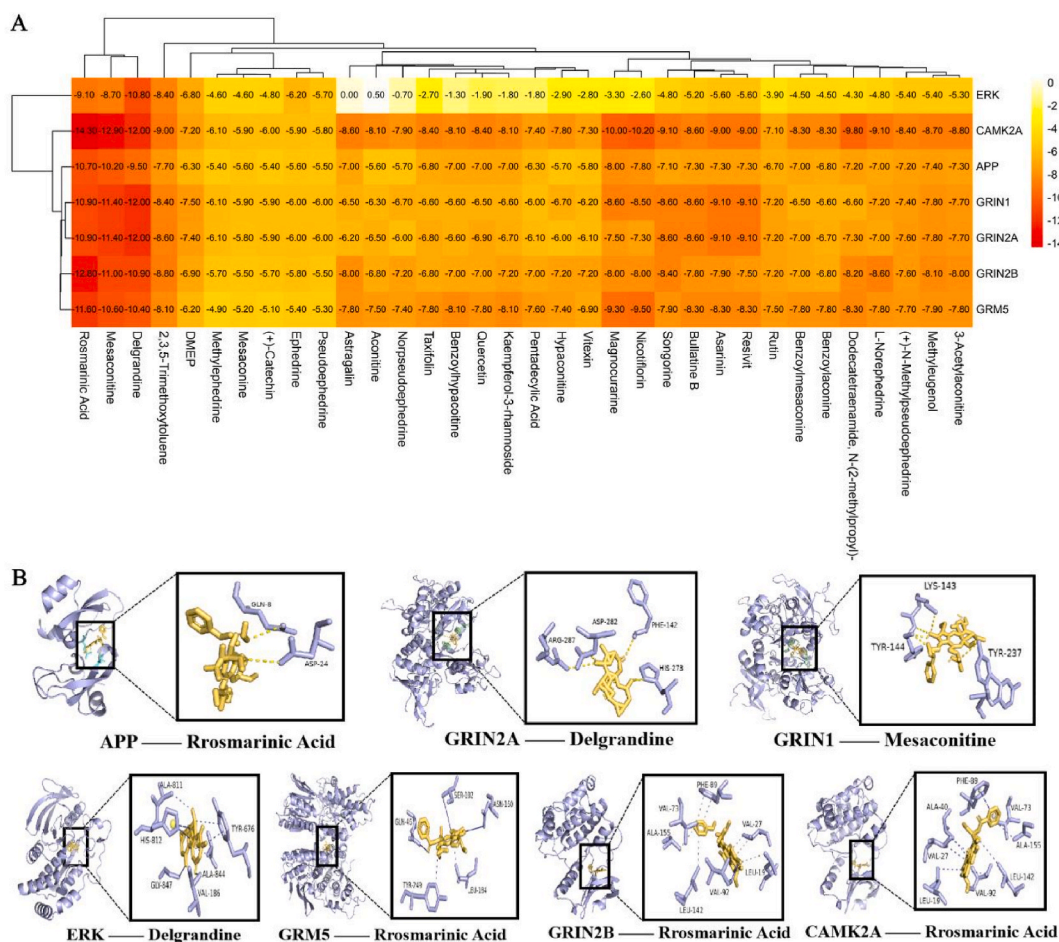 A
-9.10 -8.70 -10.80 -8.40 -6.80 -4.60 -4.60 -4.80 -6.20 -5.70 0.00 0.50 -0.70 -2.70 -1.30 -1.90 -1.80 -1.80 -2.90 -2.80 -3.30 -2.60 -4.80 -5.20 -5.60 -5.60 -3.90 -4.50 -4.50 -4.30 -4.80 -5.40 -5.40 -5.30 ERK
-14.30 -12.90 -12.00 -9.00 -7.20 -6.10 -5.90 -6.00 -5.90 -5.80 -8.60 -8.10 -7.90 -8.40 -8.10 -8.40 -8.10 -7.40 -7.80 -7.30 -10.00 -10.20 -9.10 -8.60 -9.00 -9.00 -7.10 -8.30 -8.30 -9.80 -9.10 -8.40 -8.70 -8.80 CAMK2A
-10.70 -10.20 -9.50 -7.70 -6.30 -5.60 -5.60 -5.40 -5.60 -5.60 -7.00 -5.60 -5.70 -6.80 -7.00 -7.00 -7.00 -5.60 -7.10 -6.80 -8.00 -7.80 -7.10 -7.30 -7.30 -7.30 -6.70 -7.00 -6.80 -7.20 -6.90 -7.20 -7.40 -7.30 APP
-10.90 -11.40 -12.00 -8.40 -7.50 -6.10 -5.80 -5.90 -6.00 -6.00 -6.50 -6.30 -6.70 -6.60 -6.60 -6.50 -6.60 -6.00 -6.70 -6.20 -8.60 -8.50 -8.60 -8.60 -9.10 -9.10 -7.20 -6.50 -6.60 -7.70 -7.20 -7.40 -7.80 -7.70 GRIN1
-10.90 -11.40 -12.00 -8.60 -7.40 -6.10 -5.80 -5.90 -6.00 -6.00 -6.20 -6.50 -6.00 -6.80 -6.60 -6.90 -6.70 -6.10 -6.00 -6.10 -7.50 -7.30 -8.60 -8.60 -9.10 -9.10 -7.20 -7.00 -6.70 -7.30 -7.00 -7.60 -7.80 -7.70 GRIN2A
-12.80 -11.00 -10.90 -8.80 -6.90 -5.70 -5.50 -5.70 -5.80 -5.50 -8.00 -6.80 -7.20 -6.80 -7.80 -7.60 -7.20 -7.00 -7.20 -7.20 -8.00 -8.00 -8.40 -7.80 -7.90 -7.50 -7.20 -7.00 -6.80 -8.20 -8.60 -7.60 -8.10 -8.00 GRIN2B
-11.60 -10.60 -10.40 -8.10 -6.20 -4.90 -5.20 -5.10 -5.40 -5.30 -7.80 -7.50 -7.40 -7.80 -8.10 -7.80 -7.80 -7.60 -7.40 -6.90 -9.30 -9.50 -7.80 -8.30 -8.30 -8.30 -7.50 -7.80 -7.80 -7.80 -7.70 -7.70 -7.90 -7.80 GRM5
0
-2
-4
-6
-8
-10
-12
-14
Rosmarinic Acid
Mesaconitine
Delgrandine
2,3,5-Trimethoxytoluene
DMEP
Methylephedrine
Mesaconine
(+)-Catechin
Ephedrine
Pseudoephedrine
Astragalin
Aconitine
Norpseudoephedrine
Taxifolin
Benzoylhypacoitine
Quercetin
Kaempferol-3-rhamnoside
Pentadecylic Acid
Hypaconitine
Vitexin
Magnocurarine
Nicotiflorin
Songorine
Bullatine B
Asarinin
Resivit
Rutin
Benzoylmesaconine
Benzoylaconine
Dodecatetraenamide, N-(2-methylpropyl)-
L-Norephedrine
(+)-N-Methylpseudoephedrine
Methyleugenol
3-Acetylaconitine
B
GLN-8
ASP-24
APP —— Rrosmarinic Acid
ASP-282
PHE-142
ARG-287
HIS-278
GRIN2A —— Delgrandine
LYS-143
TYR-144
TYR-237
GRIN1 —— Mesaconitine
ALA-811
HIS-812
TYR-676
ALA-844
GLY-847
VAL-186
ERK —— Delgrandine
SER-102
GLN-457
TYR-749
GRM5 —— Rrosmarinic Acid
PHE-89
VAL-73
ALA-155
VAL-27
LEU-19
VAL-92
LEU-142
GRIN2B —— Rrosmarinic Acid
PHE-89
ALA-40
VAL-73
ALA-155
VAL-27
LEU-142
LEU-19
VAL-92
CAMK2A —— Rrosmarinic Acid